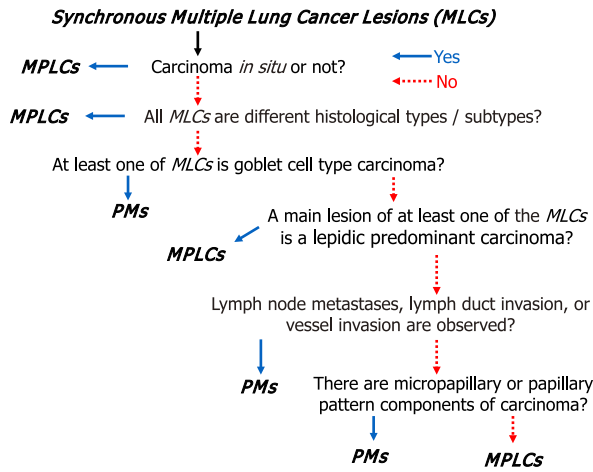 Synchronous Multiple Lung Cancer Lesions (MLCs)
MPLCs
Carcinoma in situ or not?
Yes
No
MPLCs
All MLCs are different histological types / subtypes?
At least one of MLCs is goblet cell type carcinoma?
PMs
A main lesion of at least one of the MLCs
is a lepidic predominant carcinoma?
MPLCs
Lymph node metastases, lymph duct invasion, or
vessel invasion are observed?
PMs
There are micropapillary or papillary
pattern components of carcinoma?
PMs
MPLCs